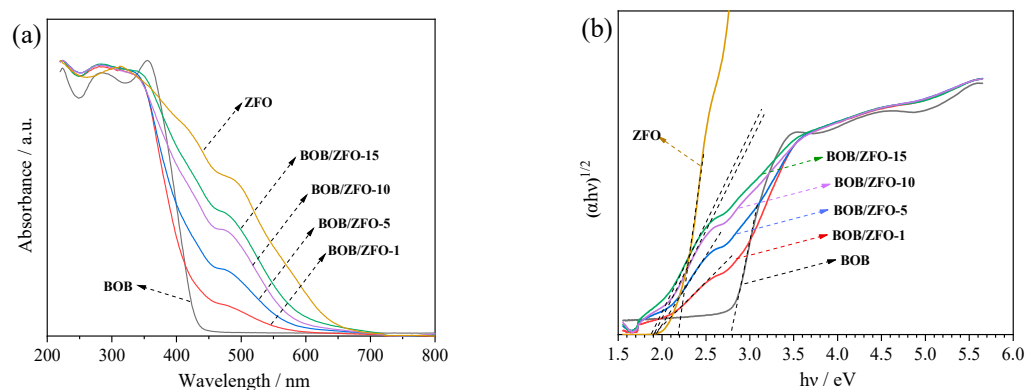 (a)
Absorbance / a.u.
ZFO
BOB/ZFO-15
BOB/ZFO-10
BOB/ZFO-5
BOB/ZFO-1
BOB
200 300 400 500 600 700 800
Wavelength / nm
(b)
(αhν)1/2
ZFO
BOB/ZFO-15
BOB/ZFO-10
BOB/ZFO-5
BOB/ZFO-1
BOB
1.5 2.0 2.5 3.0 3.5 4.0 4.5 5.0 5.5 6.0
hν / eV